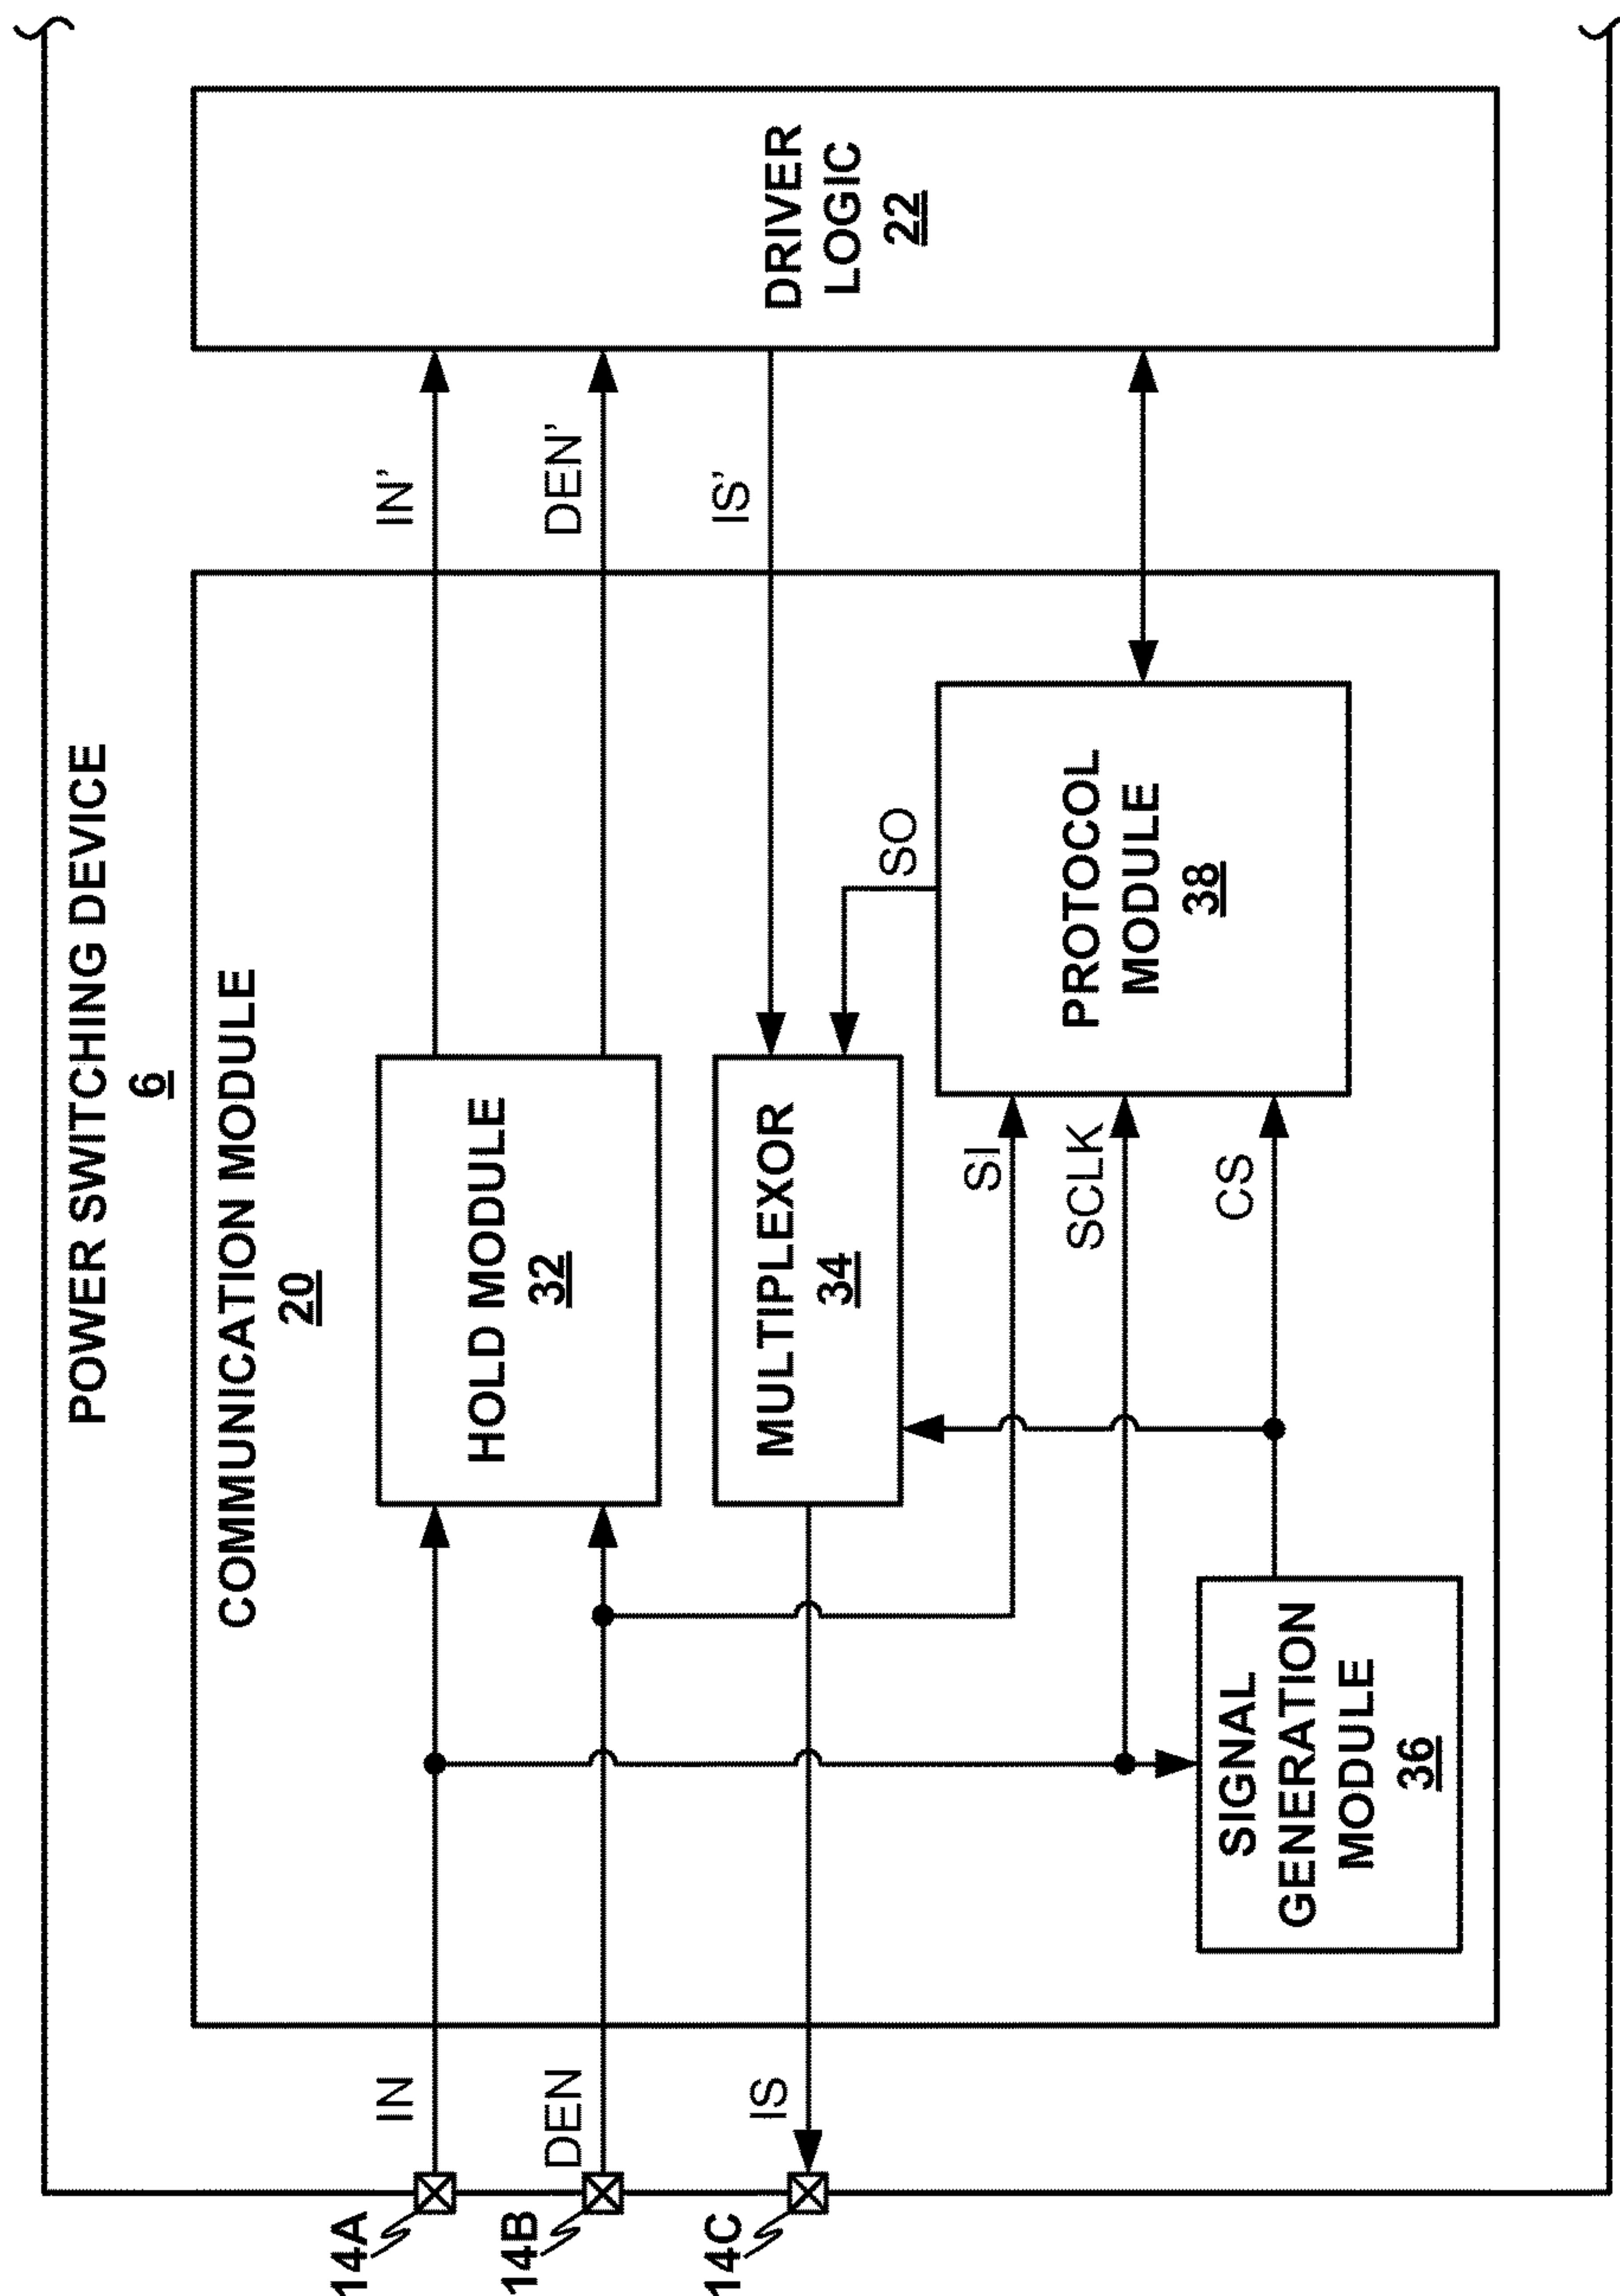 POWER SWITCHING DEVICE
6
COMMUNICATION MODULE
20
14A
IN
HOLD MODULE
32
IN'
14B
DEN
DEN'
14C
IS
MULTIPLEXOR
34
IS'
SO
SI
SCLK
CS
PROTOCOL
MODULE
38
SIGNAL
GENERATION
MODULE
36
DRIVER
LOGIC
22